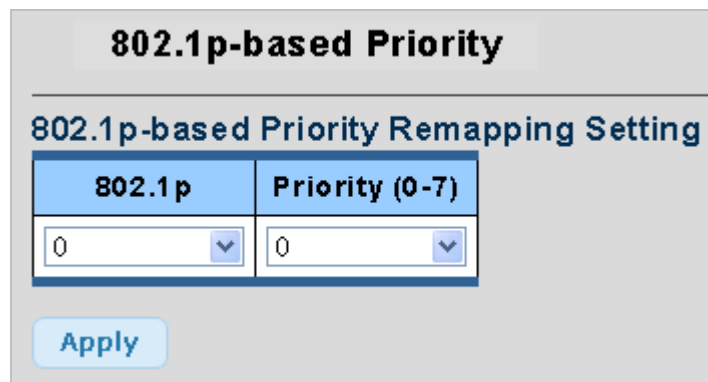 802.1p-based Priority
802.1p-based Priority Remapping Setting
802.1p Priority (0-7)
0 0
Apply